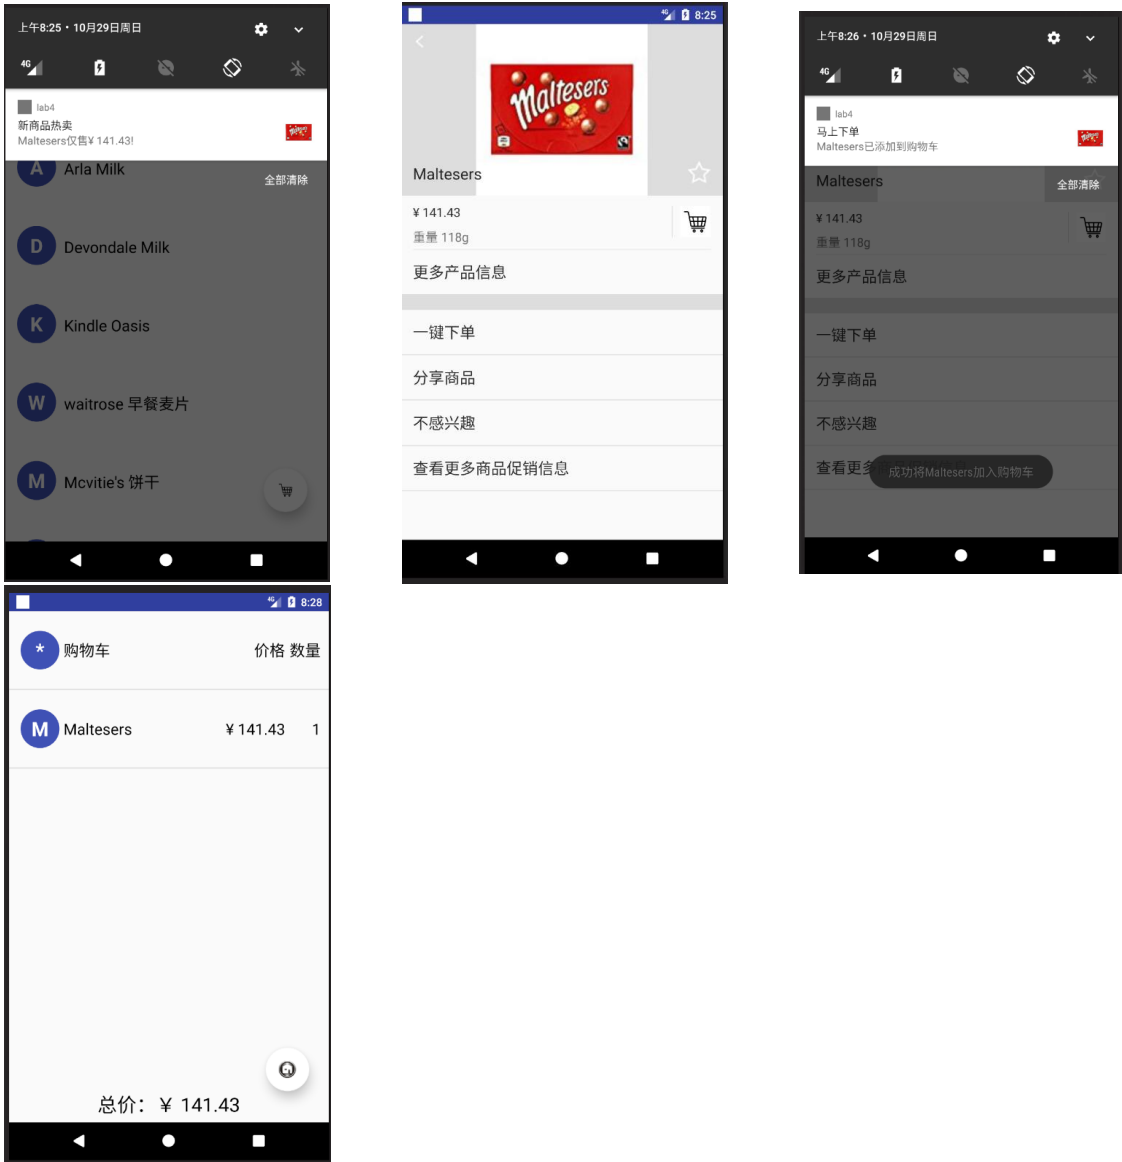 上午8:25 • 10月29日周日
4G
lab4
新商品热卖
Maltesers仅售¥ 141.43!
A Arla Milk
全部清除
D Devondale Milk
K Kindle Oasis
W waitrose 早餐麦片
M Mcvitie's 饼干
4G 8:25
maltesers
Maltesers
¥ 141.43
重量 118g
更多产品信息
一键下单
分享商品
不感兴趣
查看更多商品促销信息
上午8:26 • 10月29日周日
4G
lab4
马上下单
Maltesers已添加到购物车
Maltesers
全部清除
¥ 141.43
重量 118g
更多产品信息
一键下单
分享商品
不感兴趣
查看更多
成功将Maltesers加入购物车
4G 8:28
* 购物车 价格 数量
M Maltesers ¥ 141.43 1
总价: ¥ 141.43